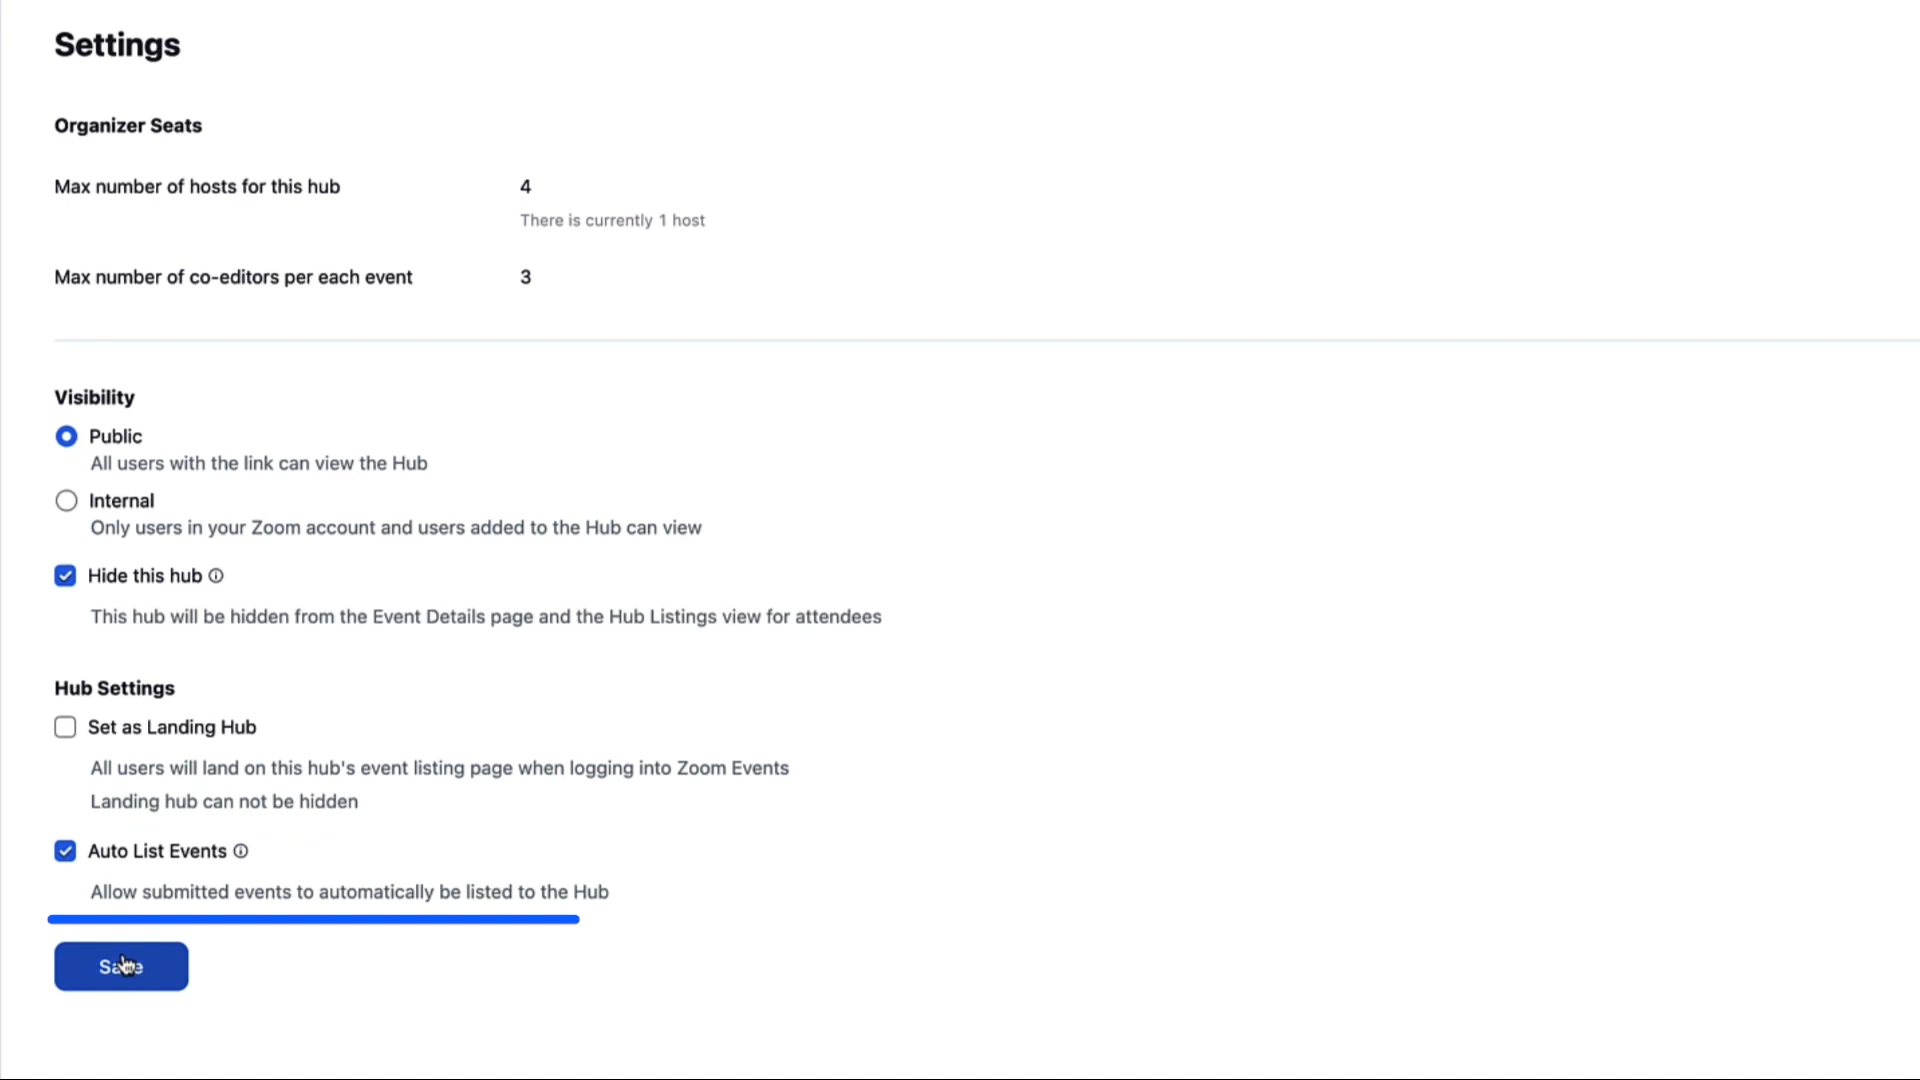 Settings
Organizer Seats
Max number of hosts for this hub 4
There is currently 1 host
Max number of co-editors per each event 3
Visibility
Public
All users with the link can view the Hub
Internal
Only users in your Zoom account and users added to the Hub can view
Hide this hub
This hub will be hidden from the Event Details page and the Hub Listings view for attendees
Hub Settings
Set as Landing Hub
All users will land on this hub's event listing page when logging into Zoom Events
Landing hub can not be hidden
Auto List Events
Allow submitted events to automatically be listed to the Hub
Save